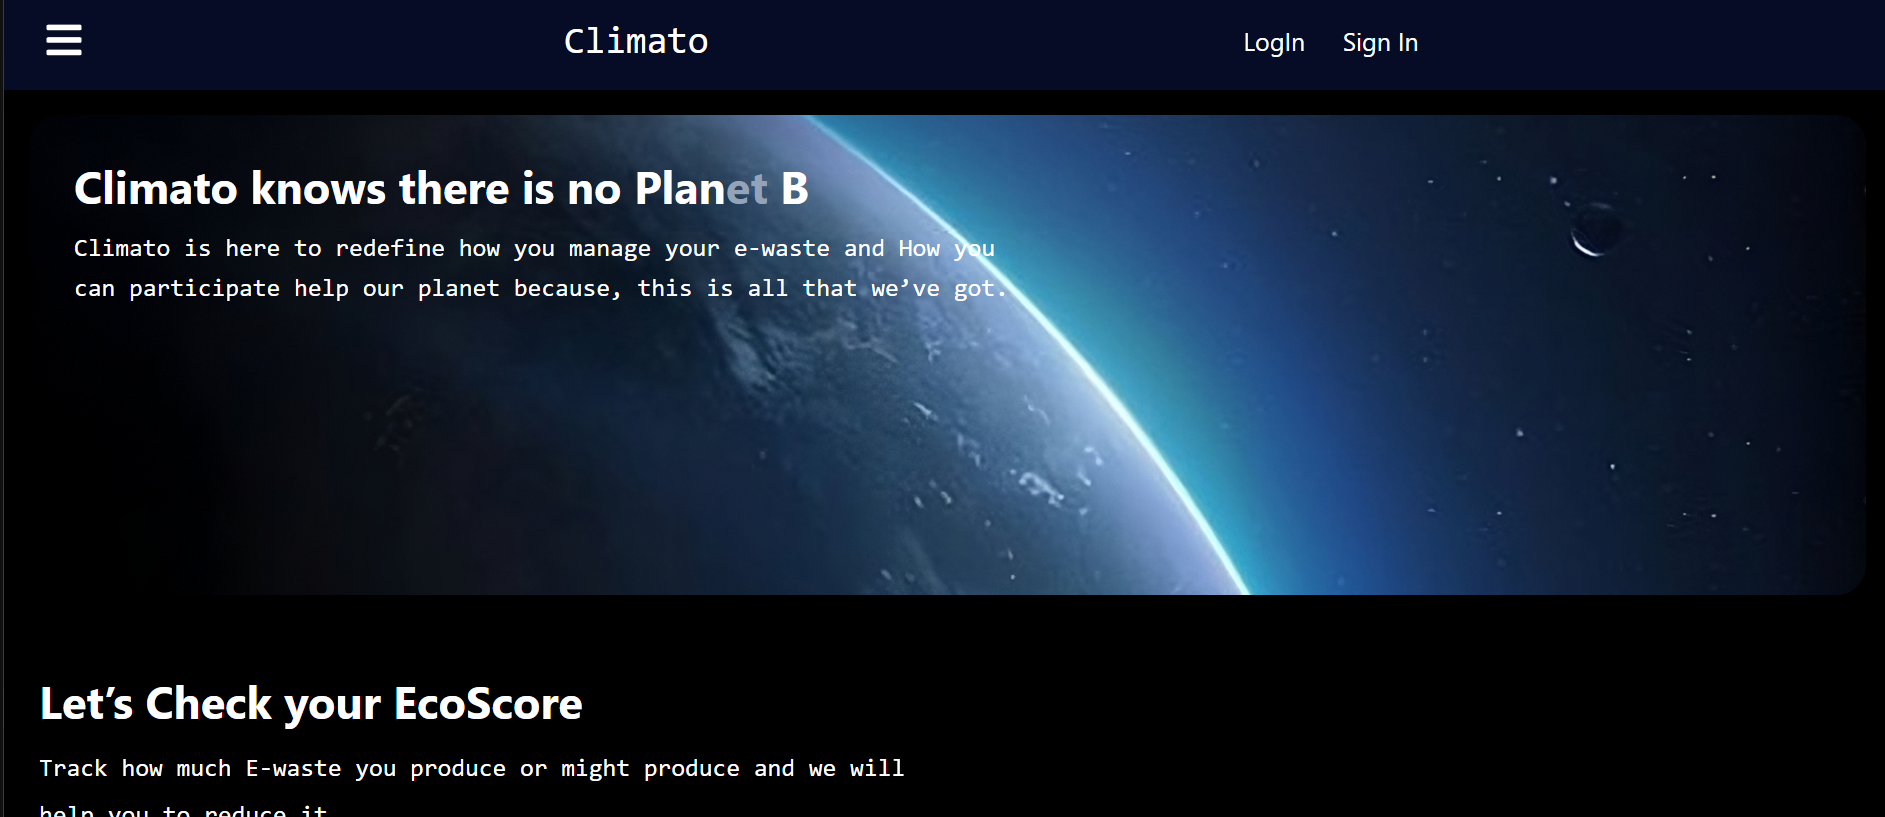 Climato
LogIn Sign In
Climato knows there is no Planet B
Climato is here to redefine how you manage your e-waste and How you
can participate help our planet because, this is all that we’ve got.
Let’s Check your EcoScore
Track how much E-waste you produce or might produce and we will
help you to reduce it